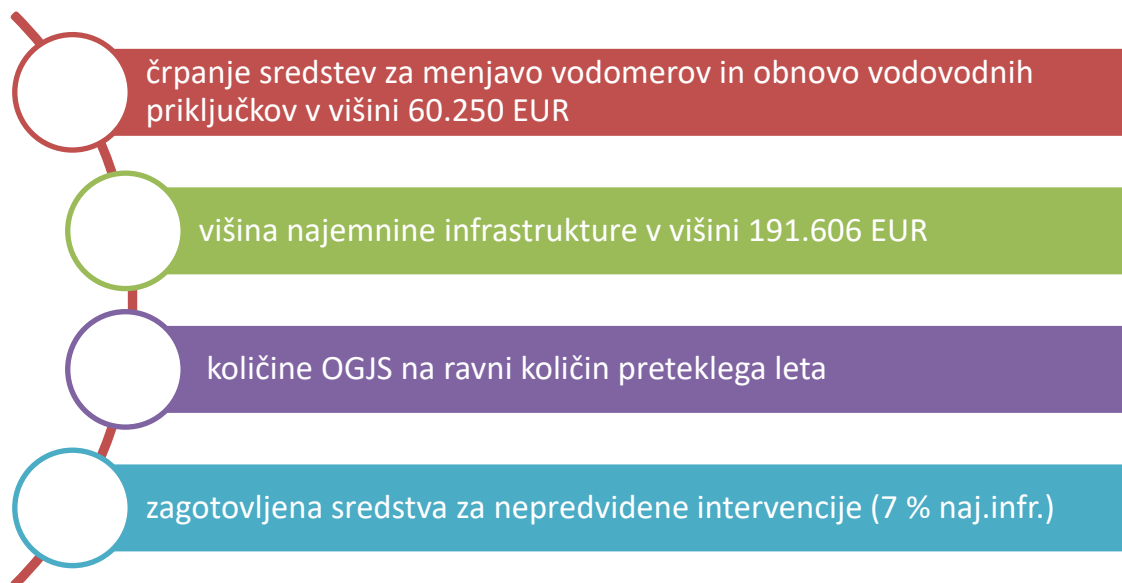 črpanje sredstev za menjavo vodomerov in obnovo vodovodnih
priključkov v višini 60.250 EUR
višina najemnine infrastrukture v višini 191.606 EUR
količine OGJS na ravni količin preteklega leta
zagotovljena sredstva za nepredvidene intervencije (7 % naj.infr.)